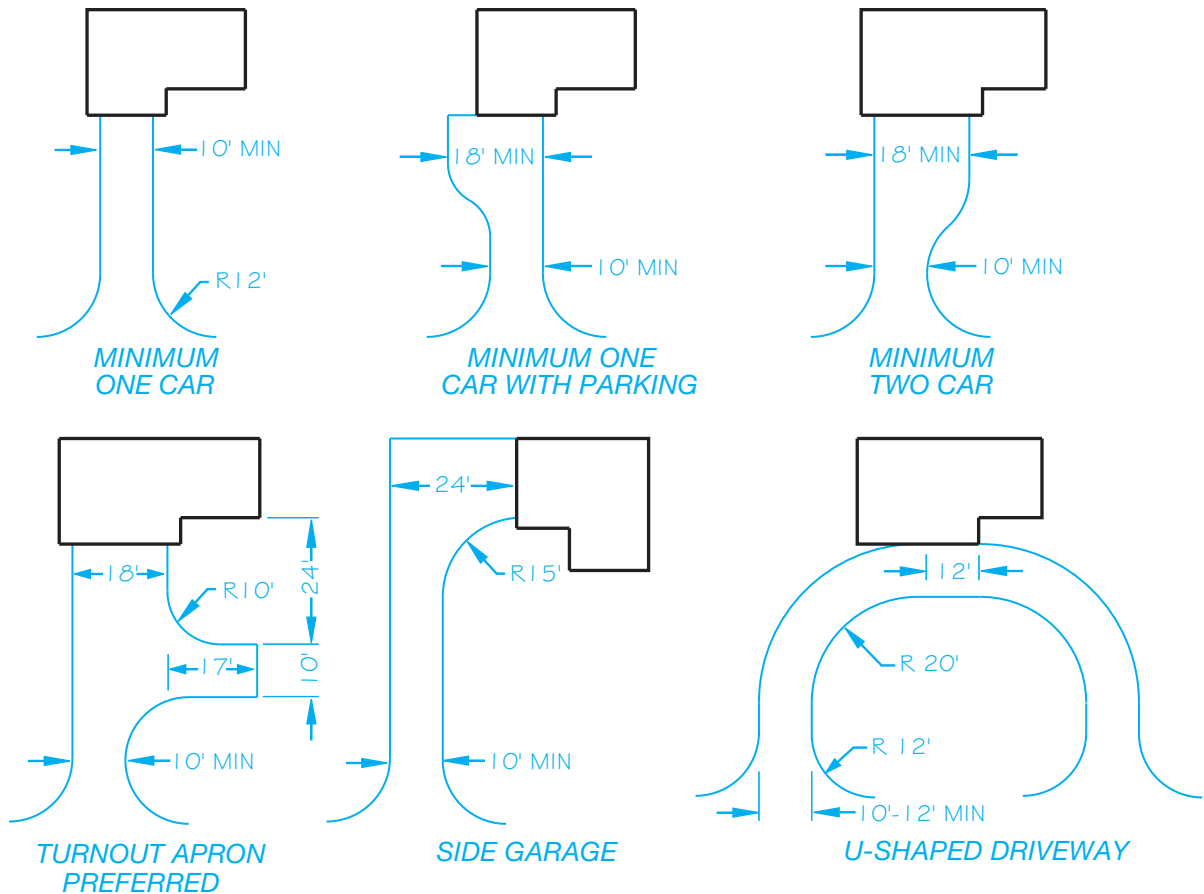 10' MIN
R12'
MINIMUM
ONE CAR
18' MIN
10' MIN
MINIMUM ONE
CAR WITH PARKING
18' MIN
10' MIN
MINIMUM
TWO CAR
18'
R10'
24'
17'
10'
10' MIN
TURNOUT APRON
PREFERRED
24'
R15'
10' MIN
SIDE GARAGE
12'
R 20'
R 12'
10'-12' MIN
U-SHAPED DRIVEWAY